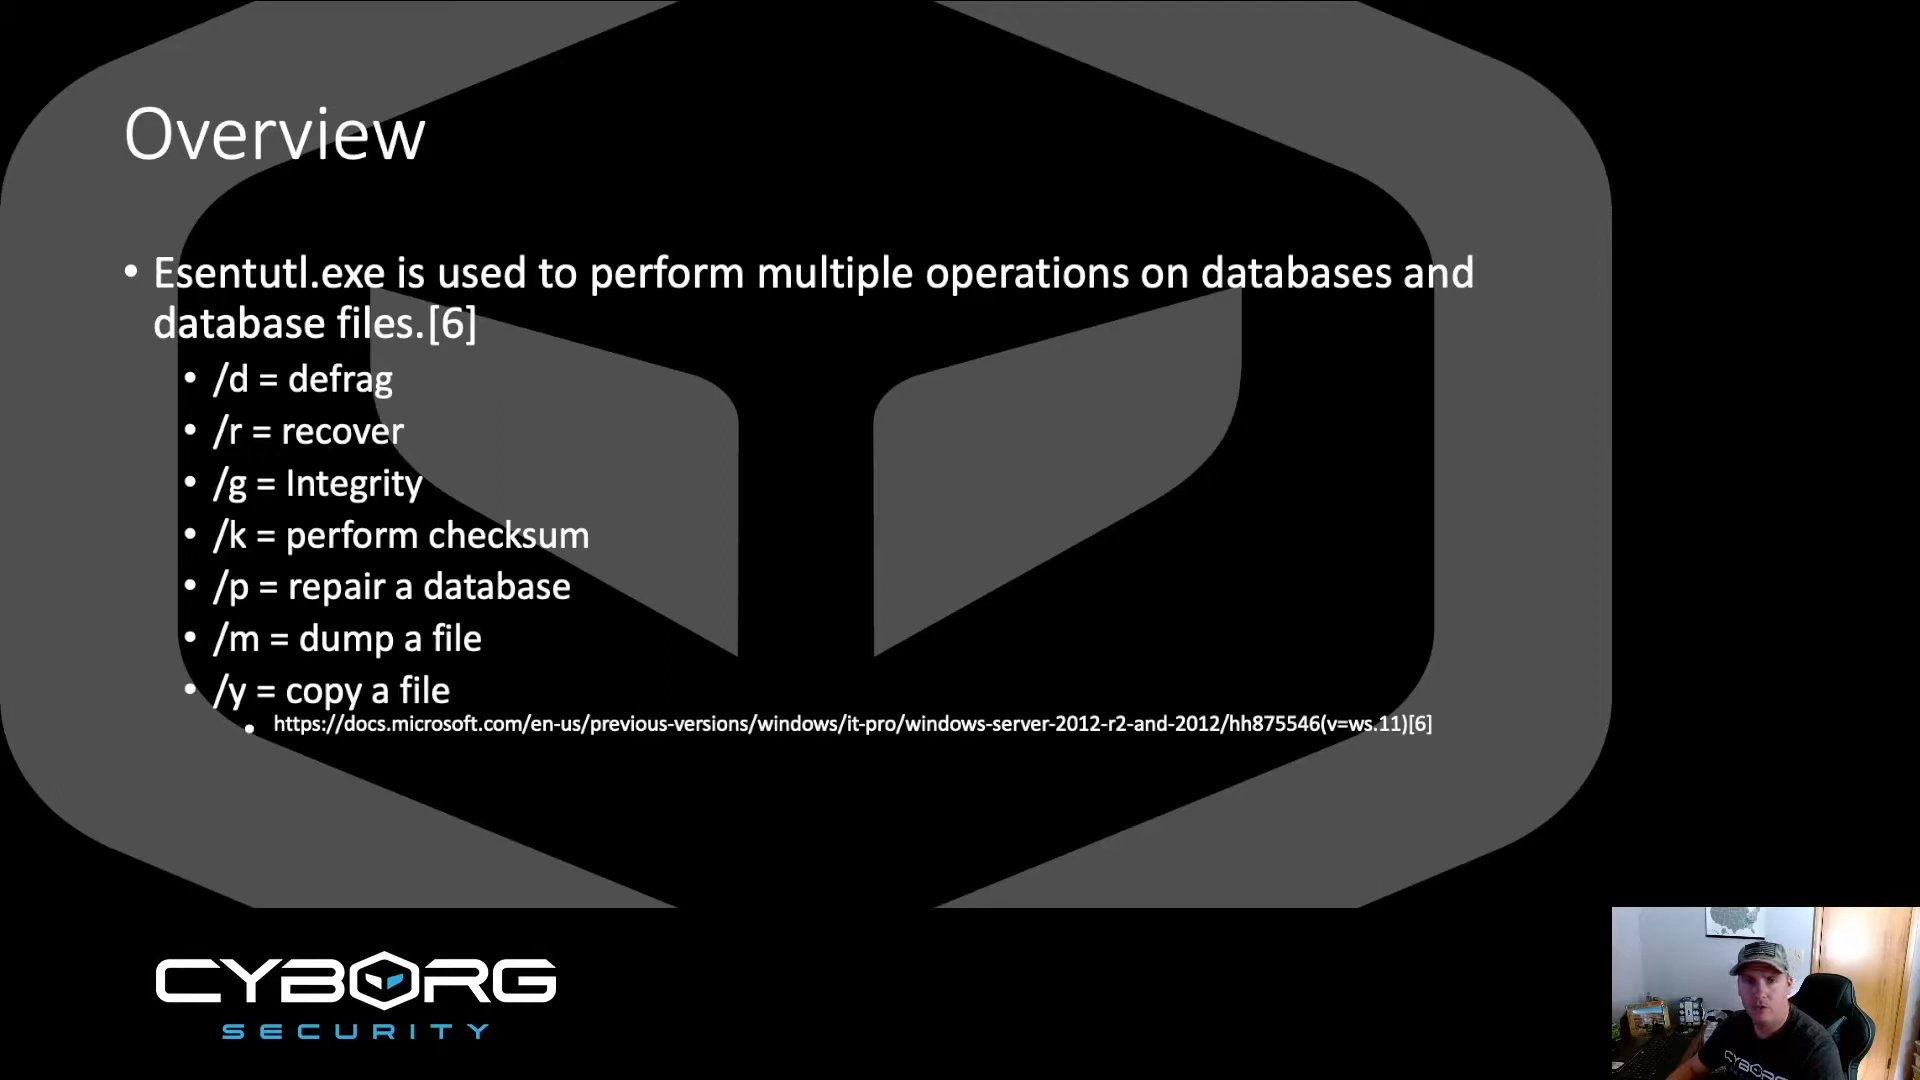 Overview
• Esentutl.exe is used to perform multiple operations on databases and
database files.[6]
• /d = defrag
• /r = recover
• /g = Integrity
• /k = perform checksum
• /p = repair a database
• /m = dump a file
• /y = copy a file
• https://docs.microsoft.com/en-us/previous-versions/windows/it-pro/windows-server-2012-r2-and-2012/hh875546(v=ws.11)[6]
CYBORG
SECURITY
CYBORG